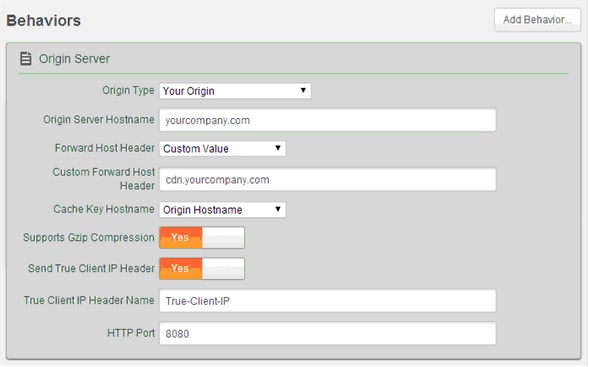 Behaviors
Add Behavior...
Origin Server
Origin Type Your Origin
Origin Server Hostname yourcompany.com
Forward Host Header Custom Value
Custom Forward Host
Header cdn.yourcompany.com
Cache Key Hostname Origin Hostname
Supports Gzip Compression Yes
Send True Client IP Header Yes
True Client IP Header Name True-Client-IP
HTTP Port 8080